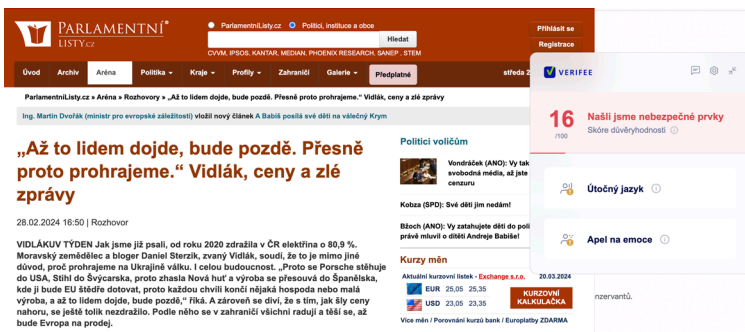 PARLAMENTNÍ
LISTY.cz
ParlamentníListy.cz Politici, instituce a obce
Hledat
CVVM, IPSOS, KANTAR, MEDIAN, PHOENIX RESEARCH, SANEP, STEM
Přihlásit se
Registrace
Úvod Archiv Aréna Politika Kraje Profily Zahraničí Galerie Předplatné
středa 2
ParlamentníListy.cz » Aréna » Rozhovory » „Až to lidem dojde, bude pozdě. Přesně proto prohrajeme.“ Vidlák, ceny a zlé zprávy
Ing. Martin Dvořák (ministr pro evropské záležitosti) vložil nový článek A Babiš posílá své děti na válečný Krym
„Až to lidem dojde, bude pozdě. Přesně
proto prohrajeme.“ Vidlák, ceny a zlé
zprávy
28.02.2024 16:50 | Rozhovor
VIDLÁKUV TÝDEN Jak jsme již psali, od roku 2020 zdražila v ČR elektřina o 80,9 %.
Moravský zemědělec a bloger Daniel Sterzik, zvaný Vidlák, soudí, že to je mimo jiné
důvod, proč prohrajeme na Ukrajině válku. I celou budoucnost. „Proto se Porsche stěhuje
do USA, Stihl do Švýcarska, proto zhasla Nová huť a výroba se přesouvá do Španělska,
kde ji bude EU štědře dotovat, proto každou chvíli končí nějaká hospoda nebo malá
výroba, a až to lidem dojde, bude pozdě,“ říká. A zároveň se diví, že s tím, jak šly ceny
nahoru, se ještě tolik nezdražilo. Podle něho se v zahraničí všichni radují a těší se, až
bude Evropa na prodej.
Politici voličům
Vondráček (ANO): Vy tak
svobodná média, až jste
cenzuru
Kobza (SPD): Své děti jim nedám!
Bžoch (ANO): Vy zatahujete děti do poli
právě mluvil o dítěti Andreje Babiše!
Kurzy měn
Aktuální kurzovní lístek - Exchange s.r.o. 20.03.2024
EUR 25,05 25,35
USD 23,05 23,35
KURZOVNÍ
KALKULAČKA
Více měn / Porovnání kurzů bank / Europlatby ZDARMA
VERIFEE
16
/100
Našli jsme nebezpečné prvky
Skóre důvěryhodnosti
Útočný jazyk
Apel na emoce
nzervantů.